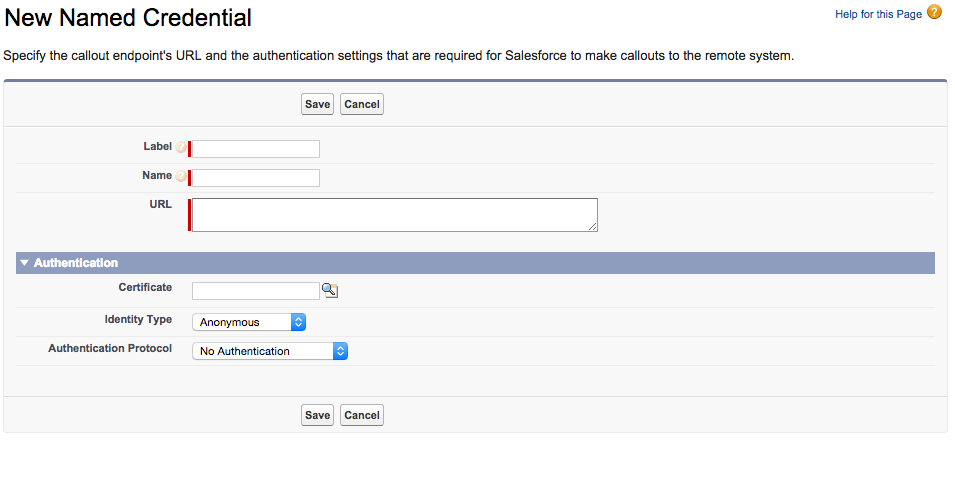 New Named Credential
Help for this Page ?
Specify the callout endpoint's URL and the authentication settings that are required for Salesforce to make callouts to the remote system.
Save Cancel
Label ?
Name ?
URL
Authentication
Certificate
Identity Type Anonymous
Authentication Protocol No Authentication
Save Cancel